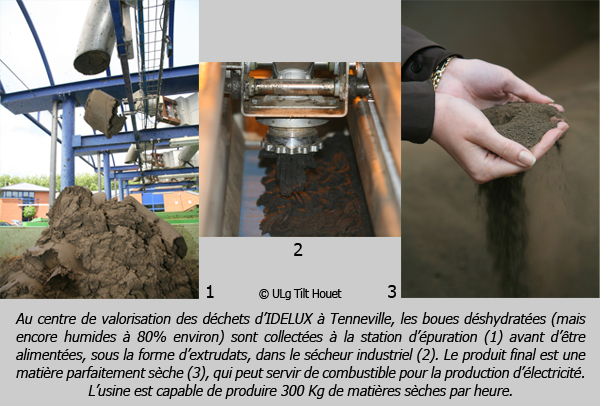 2
1
© ULg Tilt Houet
3
Au centre de valorisation des déchets d'IDELUX à Tenneville, les boues déshydratées (mais
encore humides à 80% environ) sont collectées à la station d'épuration (1) avant d'être
alimentées, sous la forme d'extrudats, dans le sécheur industriel (2). Le produit final est une
matière parfaitement sèche (3), qui peut servir de combustible pour la production d'électricité.
L'usine est capable de produire 300 Kg de matières sèches par heure.